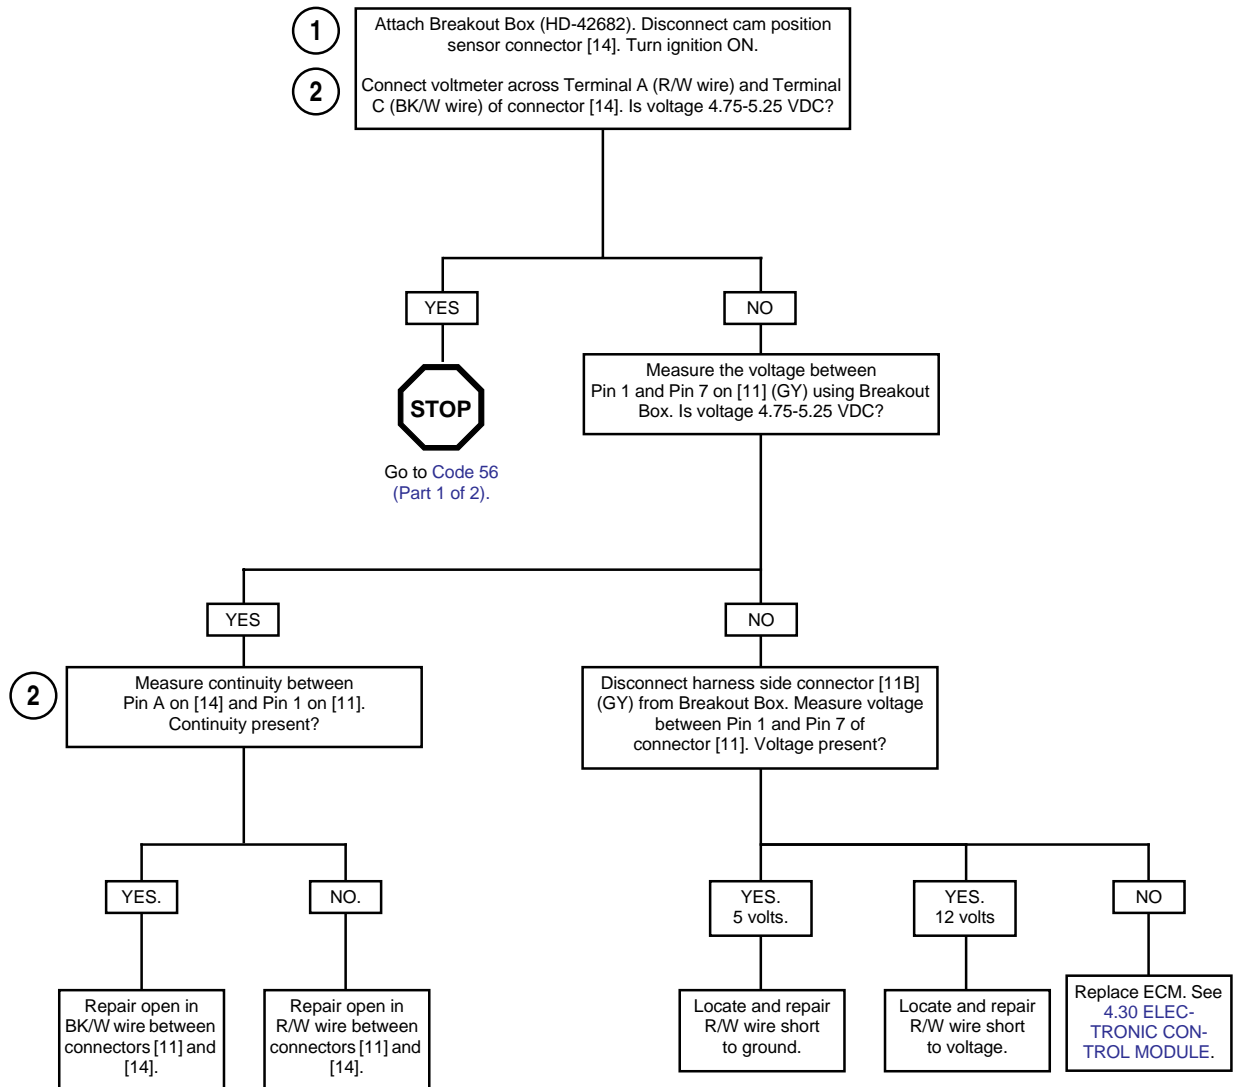 1
Attach Breakout Box (HD-42682). Disconnect cam position
sensor connector [14]. Turn ignition ON.
2
Connect voltmeter across Terminal A (R/W wire) and Terminal
C (BK/W wire) of connector [14]. Is voltage 4.75-5.25 VDC?
YES
NO
STOP
Go to Code 56
(Part 1 of 2).
Measure the voltage between
Pin 1 and Pin 7 on [11] (GY) using Breakout
Box. Is voltage 4.75-5.25 VDC?
YES
NO
2
Measure continuity between
Pin A on [14] and Pin 1 on [11].
Continuity present?
Disconnect harness side connector [11B]
(GY) from Breakout Box. Measure voltage
between Pin 1 and Pin 7 of
connector [11]. Voltage present?
YES.
NO.
YES.
5 volts.
YES.
12 volts
NO
Repair open in
BK/W wire between
connectors [11] and
[14].
Repair open in
R/W wire between
connectors [11] and
[14].
Locate and repair
R/W wire short
to ground.
Locate and repair
R/W wire short
to voltage.
Replace ECM. See
4.30 ELEC-
TRONIC CON-
TROL MODULE.